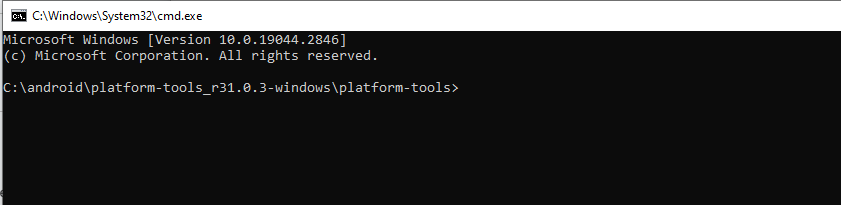 C:\Windows\System32\cmd.exe
Microsoft Windows [Version 10.0.19044.2846]
(c) Microsoft Corporation. All rights reserved.
C:\android\platform-tools_r31.0.3-windows\platform-tools>